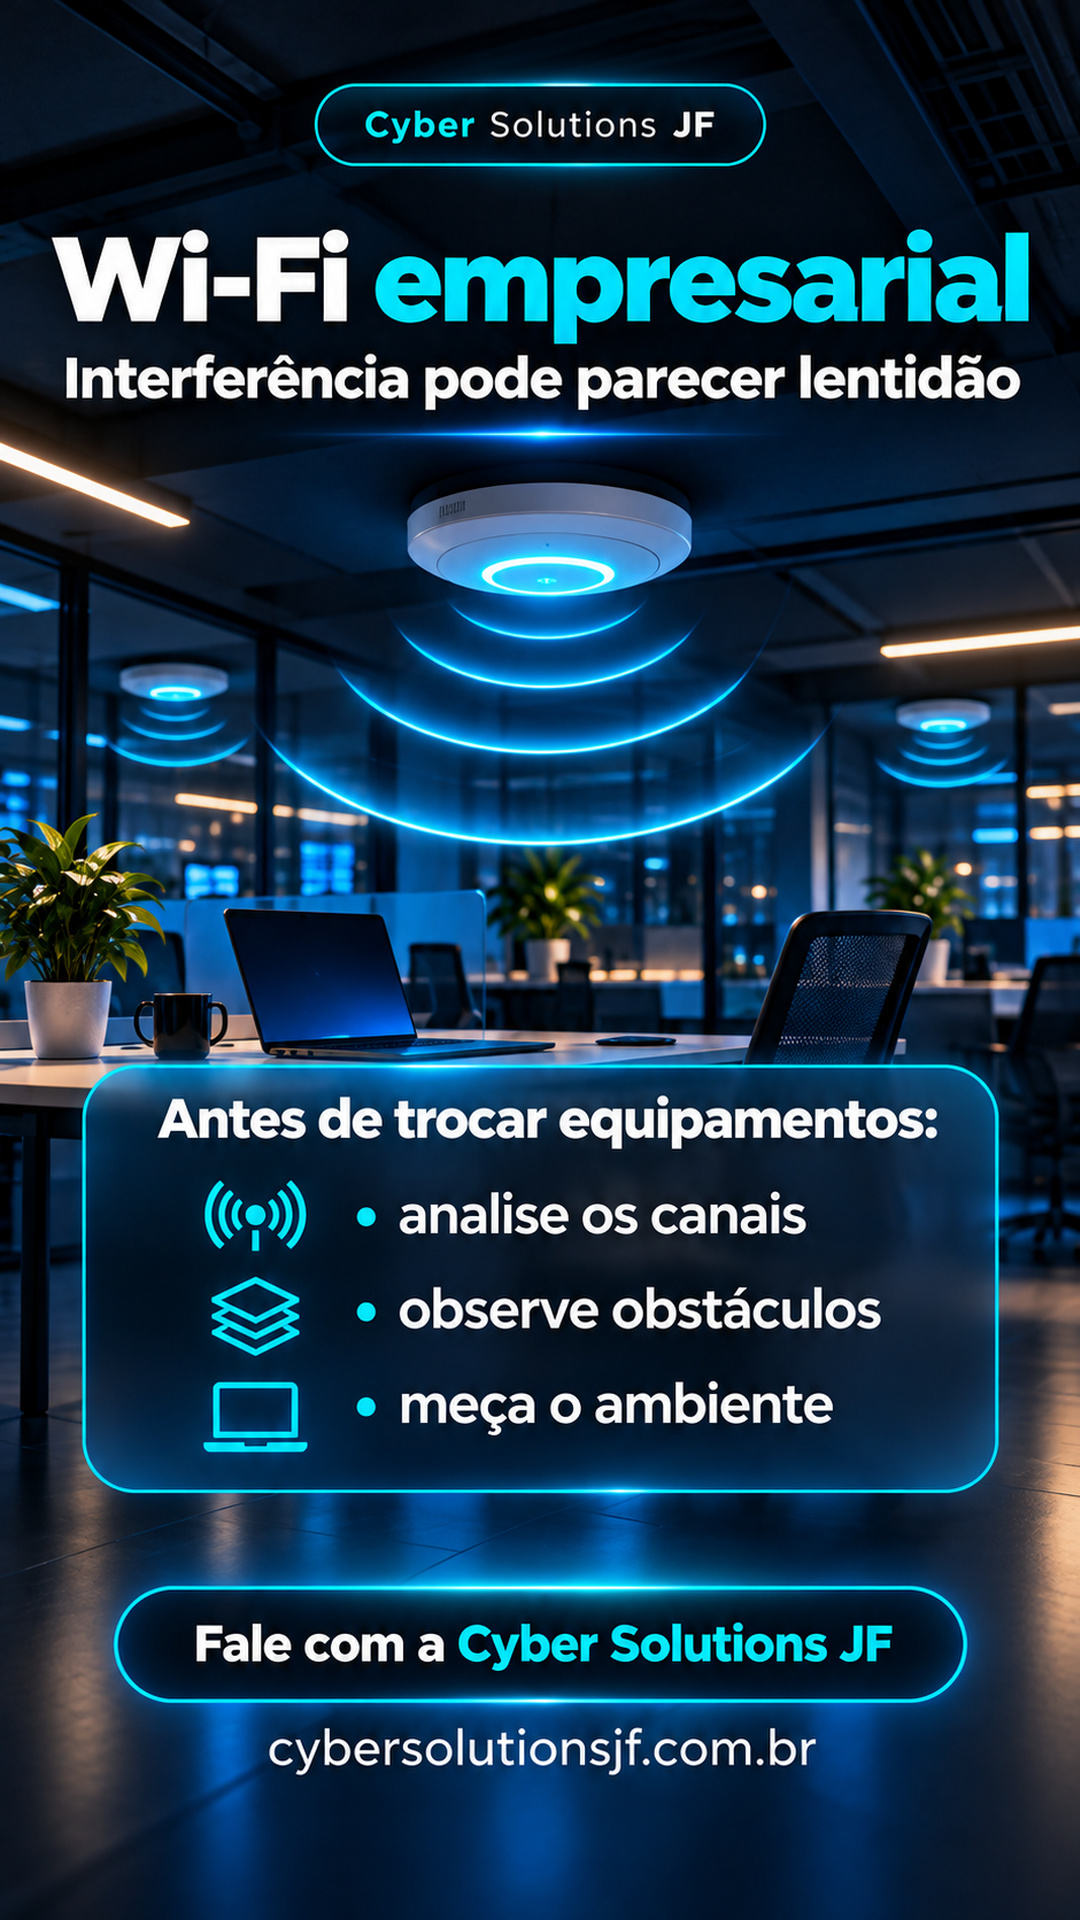 Cyber Solutions JF
Wi-Fi empresarial
Interferência pode parecer lentidão
Antes de trocar equipamentos:
• analise os canais
• observe obstáculos
• meça o ambiente
Fale com a Cyber Solutions JF
cybersolutionsjf.com.br